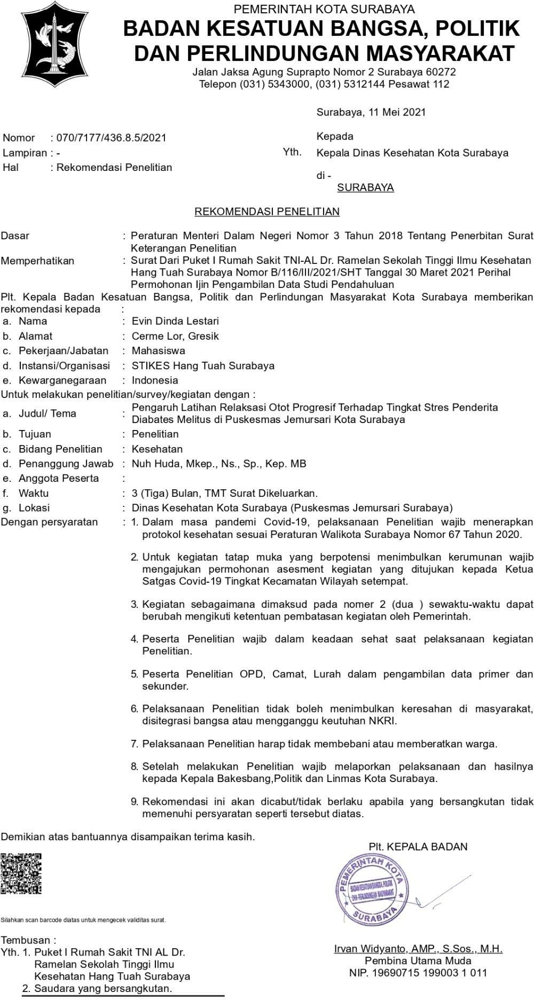 PEMERINTAH KOTA SURABAYA
BADAN KESATUAN BANGSA, POLITIK
DAN PERLINDUNGAN MASYARAKAT
Jalan Jaksa Agung Suprapto Nomor 2 Surabaya 60272
Telepon (031) 5343000, (031) 5312144 Pesawat 112
Surabaya, 11 Mei 2021
Nomor : 070/7177/436.8.5/2021
Lampiran : -
Hal : Rekomendasi Penelitian
Kepada
Yth. Kepala Dinas Kesehatan Kota Surabaya
di -
SURABAYA
REKOMENDASI PENELITIAN
Dasar : Peraturan Menteri Dalam Negeri Nomor 3 Tahun 2018 Tentang Penerbitan Surat
Keterangan Penelitian
Memperhatikan : Surat Dari Puket I Rumah Sakit TNI-AL Dr. Ramelan Sekolah Tinggi Ilmu Kesehatan
Hang Tuah Surabaya Nomor B/116/III/2021/SHT Tanggal 30 Maret 2021 Perihal
Permohonan Ijin Pengambilan Data Studi Pendahuluan
Plt. Kepala Badan Kesatuan Bangsa, Politik dan Perlindungan Masyarakat Kota Surabaya memberikan
rekomendasi kepada :
a. Nama : Evin Dinda Lestari
b. Alamat : Cerme Lor, Gresik
c. Pekerjaan/Jabatan : Mahasiswa
d. Instansi/Organisasi : STIKES Hang Tuah Surabaya
e. Kewarganegaraan : Indonesia
Untuk melakukan penelitian/survey/kegiatan dengan :
a. Judul/ Tema : Pengaruh Latihan Relaksasi Otot Progresif Terhadap Tingkat Stres Penderita
Diabates Melitus di Puskesmas Jemursari Kota Surabaya
b. Tujuan : Penelitian
c. Bidang Penelitian : Kesehatan
d. Penanggung Jawab : Nuh Huda, Mkep., Ns., Sp., Kep. MB
e. Anggota Peserta :
f. Waktu : 3 (Tiga) Bulan, TMT Surat Dikeluarkan.
g. Lokasi : Dinas Kesehatan Kota Surabaya (Puskesmas Jemursari Surabaya)
Dengan persyaratan : 1. Dalam masa pandemi Covid-19, pelaksanaan Penelitian wajib menerapkan
protokol kesehatan sesuai Peraturan Walikota Surabaya Nomor 67 Tahun 2020.
2. Untuk kegiatan tatap muka yang berpotensi menimbulkan kerumunan wajib
mengajukan permohonan asesment kegiatan yang ditujukan kepada Ketua
Satgas Covid-19 Tingkat Kecamatan Wilayah setempat.
3. Kegiatan sebagaimana dimaksud pada nomer 2 (dua ) sewaktu-waktu dapat
berubah mengikuti ketentuan pembatasan kegiatan oleh Pemerintah.
4. Peserta Penelitian wajib dalam keadaan sehat saat pelaksanaan kegiatan
Penelitian.
5. Peserta Penelitian OPD, Camat, Lurah dalam pengambilan data primer dan
sekunder.
6. Pelaksanaan Penelitian tidak boleh menimbulkan keresahan di masyarakat,
disitegrasi bangsa atau mengganggu keutuhan NKRI.
7. Pelaksanaan Penelitian harap tidak membebani atau memberatkan warga.
8. Setelah melakukan Penelitian wajib melaporkan pelaksanaan dan hasilnya
kepada Kepala Bakesbang,Politik dan Linmas Kota Surabaya.
9. Rekomendasi ini akan dicabut/tidak berlaku apabila yang bersangkutan tidak
memenuhi persyaratan seperti tersebut diatas.
Demikian atas bantuannya disampaikan terima kasih.
Plt. KEPALA BADAN
PEMERINTAH KOTA
BADAN KESATUAN BANGSA, POLITIK
DAN PERLINDUNGAN MASYARAKAT
SURABAYA
Silahkan scan barcode diatas untuk mengecek validitas surat.
Irvan Widyanto, AMP., S.Sos., M.H.
Pembina Utama Muda
NIP. 19690715 199003 1 011
Tembusan :
Yth. 1. Puket I Rumah Sakit TNI AL Dr.
Ramelan Sekolah Tinggi Ilmu
Kesehatan Hang Tuah Surabaya
2. Saudara yang bersangkutan.